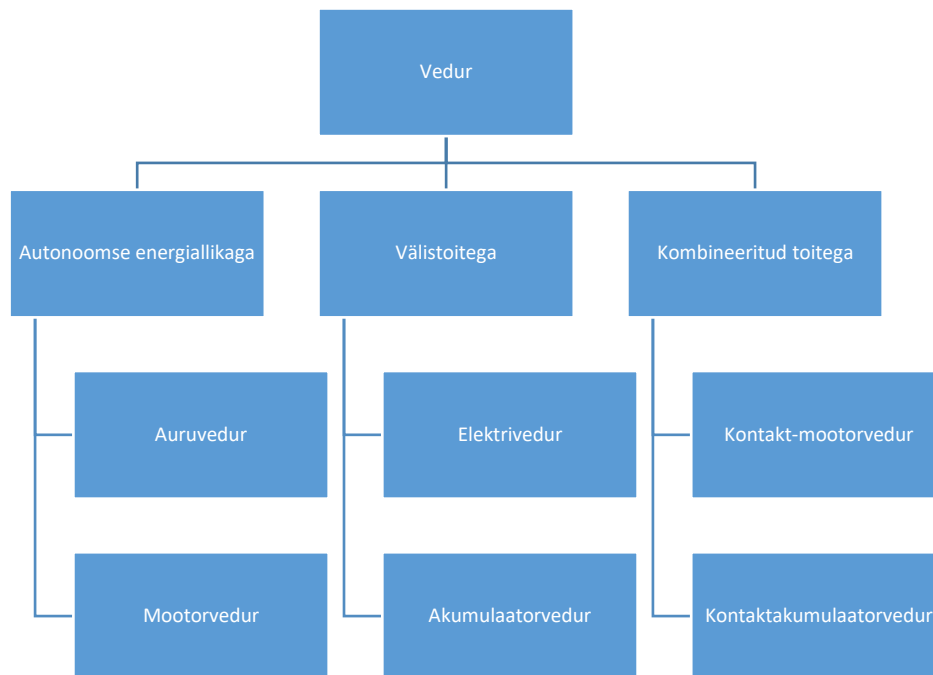 Vedur
Autonoomse energiallikaga
Välistoitega
Kombineeritud toitega
Auruvedur
Elektrivedur
Kontakt-mootorvedur
Mootorvedur
Akumulaatorvedur
Kontaktakumulaatorvedur